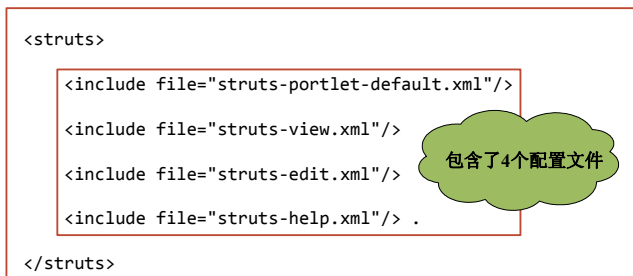 <struts>
<include file="struts-portlet-default.xml"/>
<include file="struts-view.xml"/>
包含了4个配置文件
<include file="struts-edit.xml"/>
<include file="struts-help.xml"/> .
</struts>